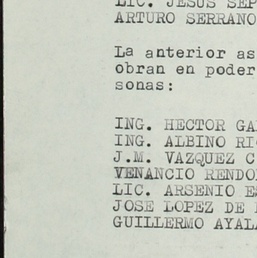 LIC. JESUS SEP
ARTURO SERRANO
La anterior as
obran en poder
sonas:
ING. HECTOR GA
ING. ALBINO RI
J.M. VAZQUEZ C
VENANCIO RENDO
LIC. ARSENIO E
JOSE LOPEZ DE
GUILLERMO AYAL